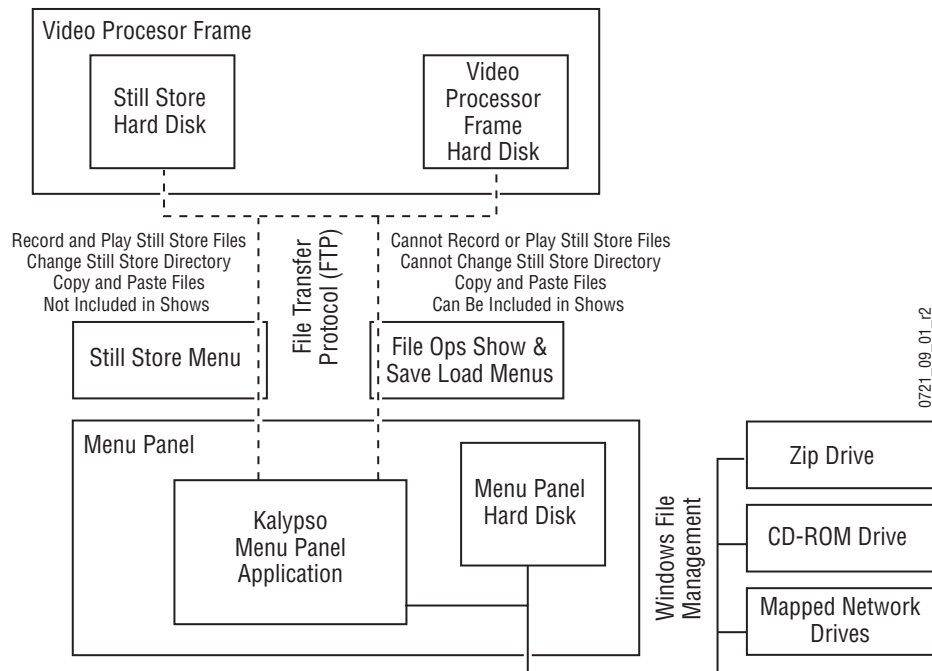 Video Procesor Frame
Still Store
Hard Disk
Video
Processor
Frame
Hard Disk
Record and Play Still Store Files
Change Still Store Directory
Copy and Paste Files
Not Included in Shows
File Transfer
Protocol (FTP)
Cannot Record or Play Still Store Files
Cannot Change Still Store Directory
Copy and Paste Files
Can Be Included in Shows
Still Store Menu
File Ops Show &
Save Load Menus
0721_09_01_r2
Menu Panel
Kalypso
Menu Panel
Application
Menu Panel
Hard Disk
Windows File
Management
Zip Drive
CD-ROM Drive
Mapped Network
Drives